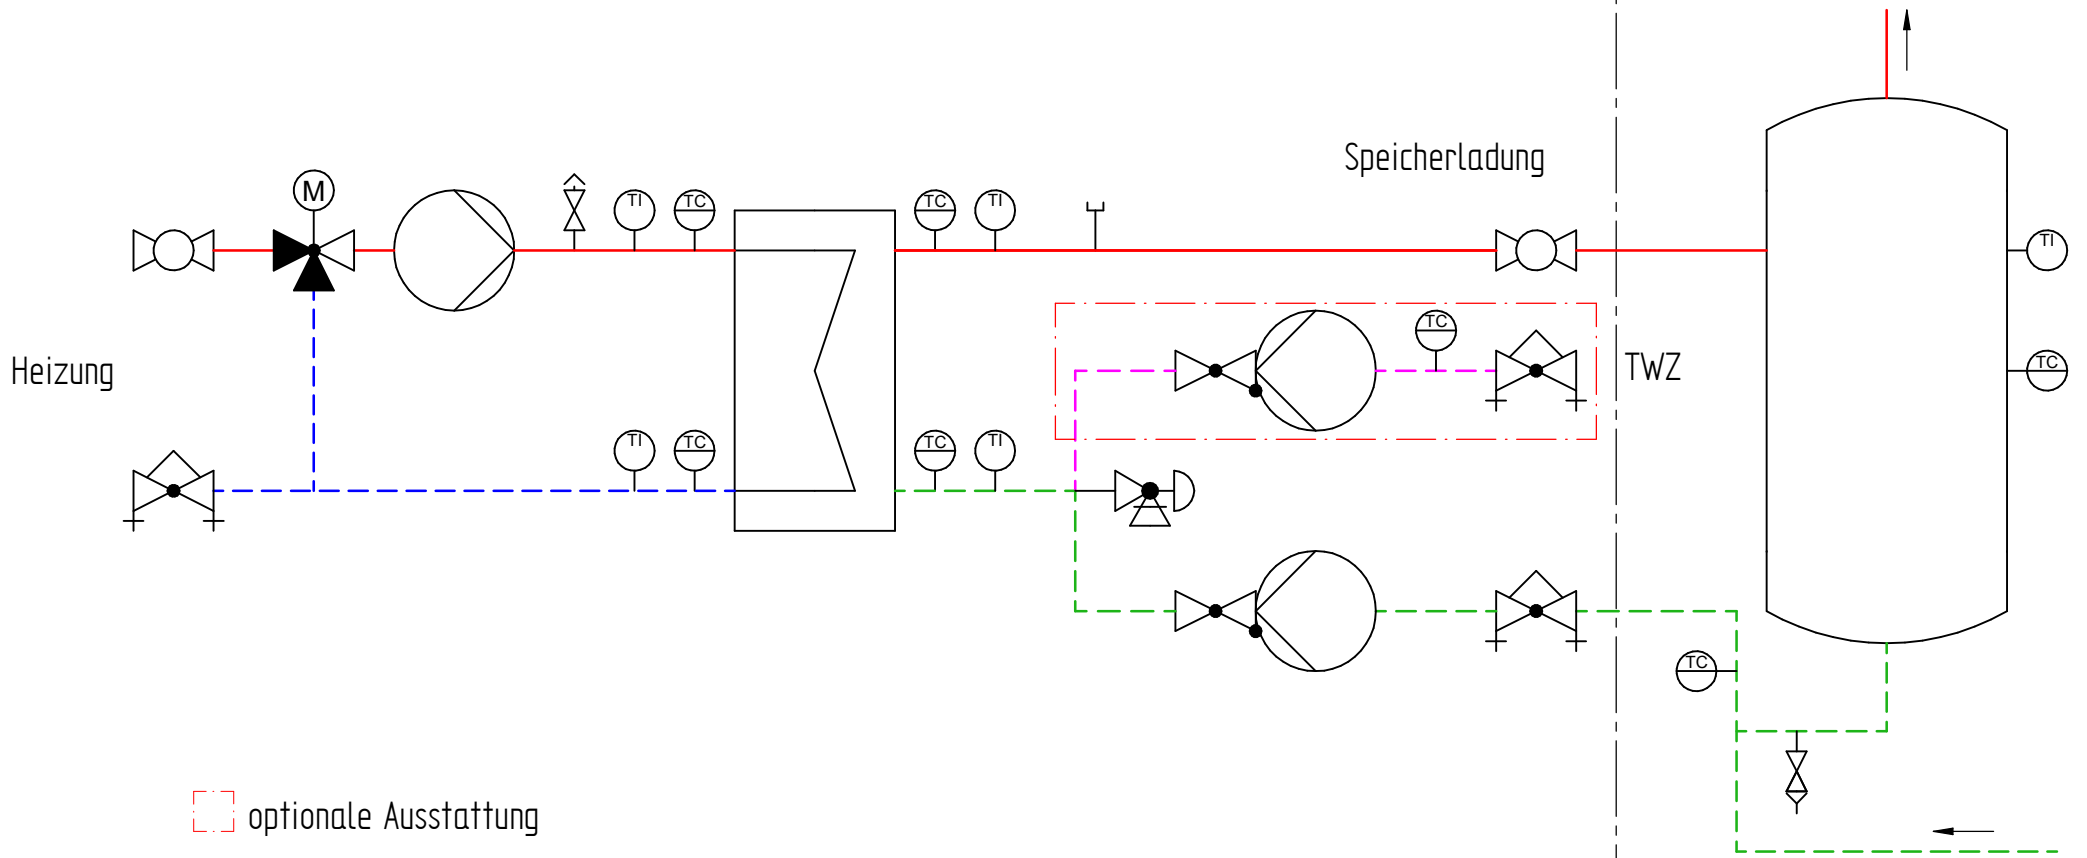 Speicherladung
M
TI
TC
TC
TI
TI
TC
Heizung
TWZ
TC
TI
TC
TC
TI
TC
optionale Ausstattung